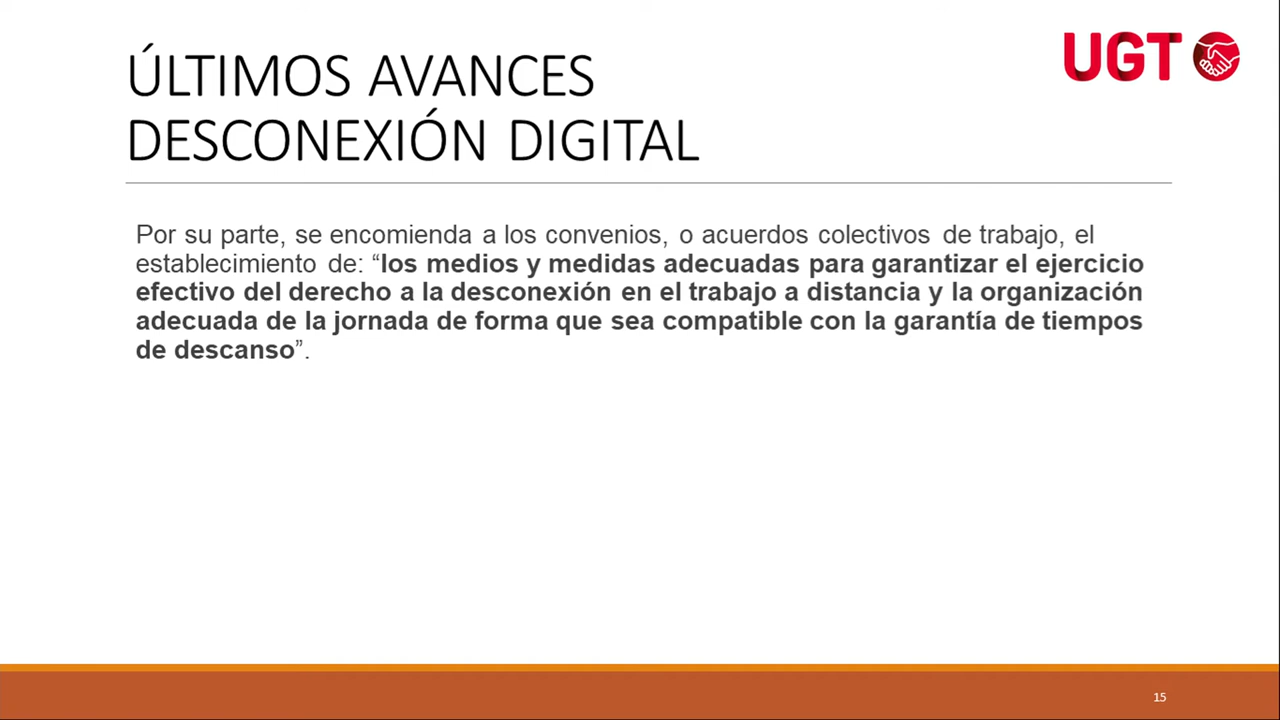 ÚLTIMOS AVANCES
DESCONEXIÓN DIGITAL
UGT
Por su parte, se encomienda a los convenios, o acuerdos colectivos de trabajo, el
establecimiento de: “los medios y medidas adecuadas para garantizar el ejercicio
efectivo del derecho a la desconexión en el trabajo a distancia y la organización
adecuada de la jornada de forma que sea compatible con la garantía de tiempos
de descanso”.
15